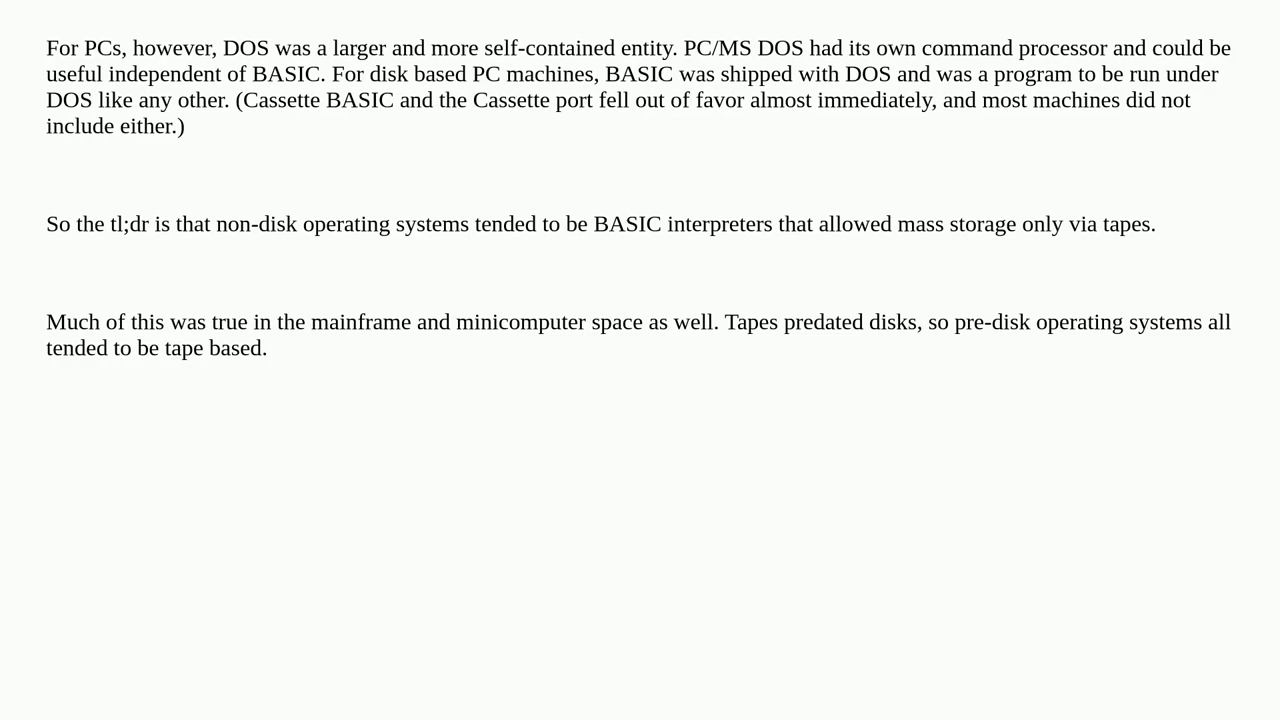 For PCs, however, DOS was a larger and more self-contained entity. PC/MS DOS had its own command processor and could be
useful independent of BASIC. For disk based PC machines, BASIC was shipped with DOS and was a program to be run under
DOS like any other. (Cassette BASIC and the Cassette port fell out of favor almost immediately, and most machines did not
include either.)
So the tl;dr is that non-disk operating systems tended to be BASIC interpreters that allowed mass storage only via tapes.
Much of this was true in the mainframe and minicomputer space as well. Tapes predated disks, so pre-disk operating systems all
tended to be tape based.